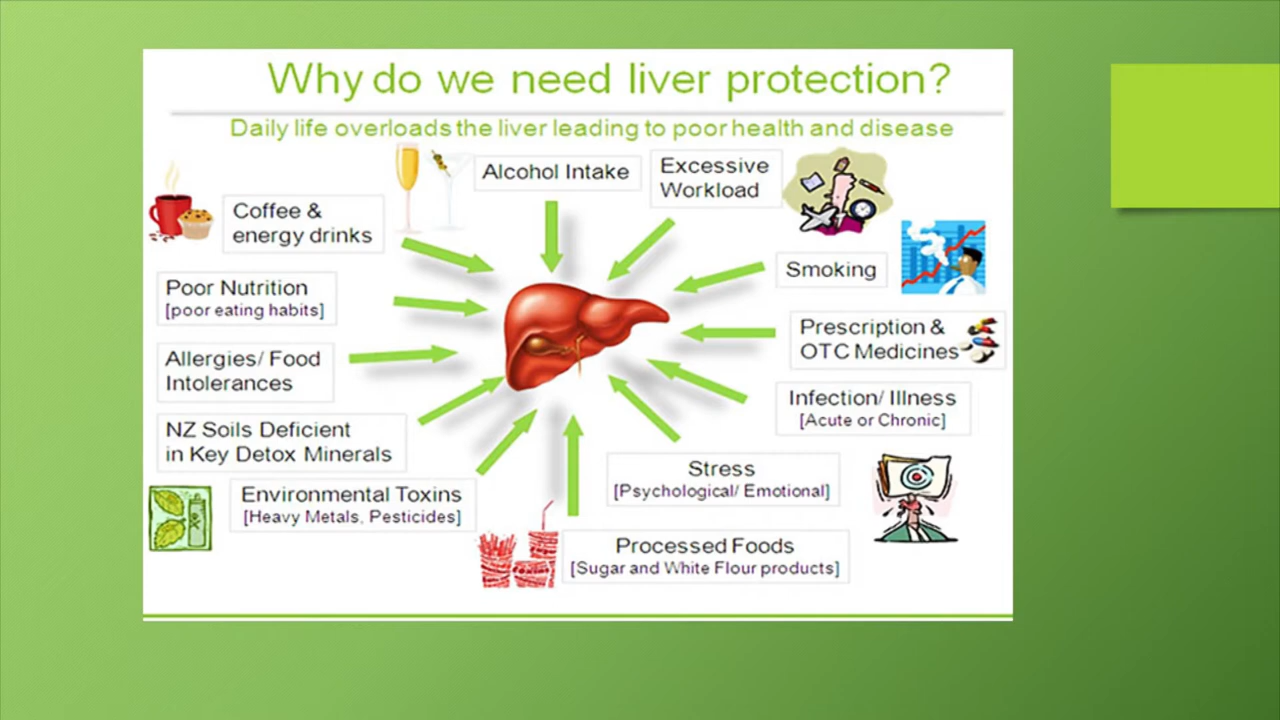 Why do we need liver protection?
Daily life overloads the liver leading to poor health and disease
Alcohol Intake
Excessive
Workload
Coffee &
energy drinks
Smoking
Poor Nutrition
[poor eating habits]
Prescription &
OTC Medicines
Allergies/ Food
Intolerances
Infection/ Illness
[Acute or Chronic]
NZ Soils Deficient
in Key Detox Minerals
Stress
[Psychological/ Emotional]
Environmental Toxins
[Heavy Metals, Pesticides]
Processed Foods
[Sugar and White Flour products]